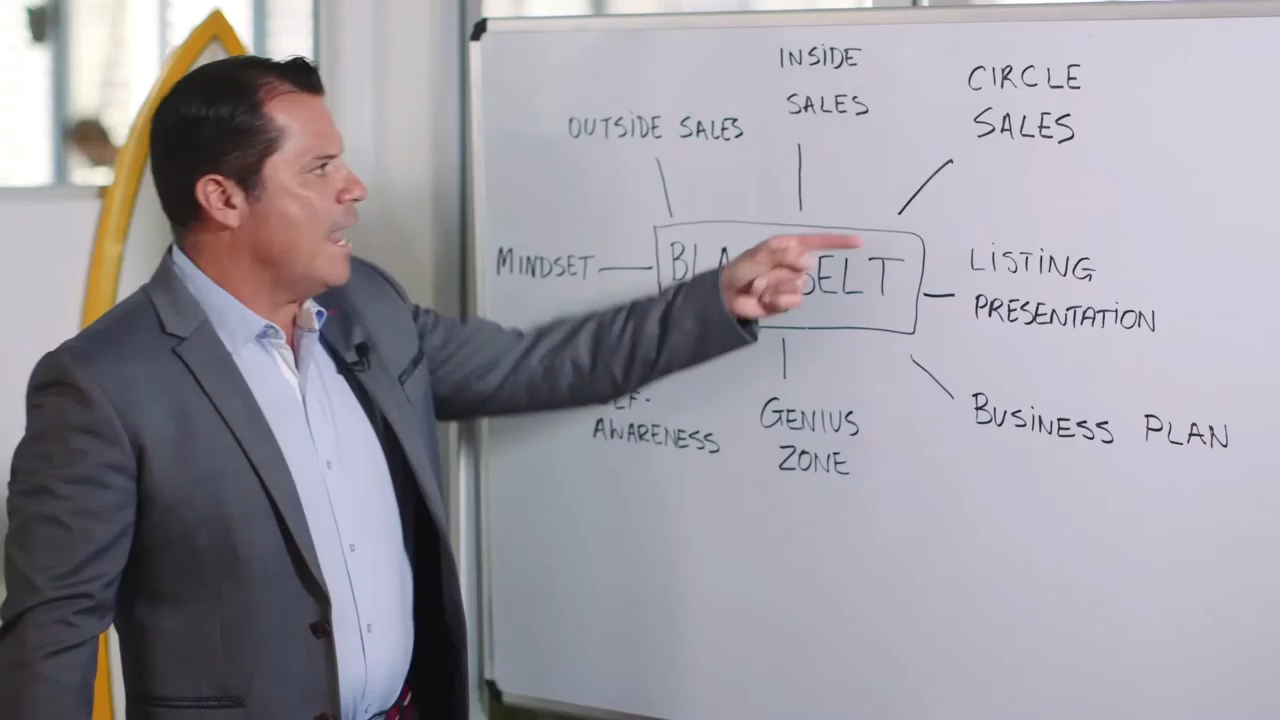 INSIDE
SALES
CIRCLE
SALES
OUTSIDE SALES
MINDSET
LISTING
PRESENTATION
AWARENESS
GENIUS
ZONE
BUSINESS PLAN